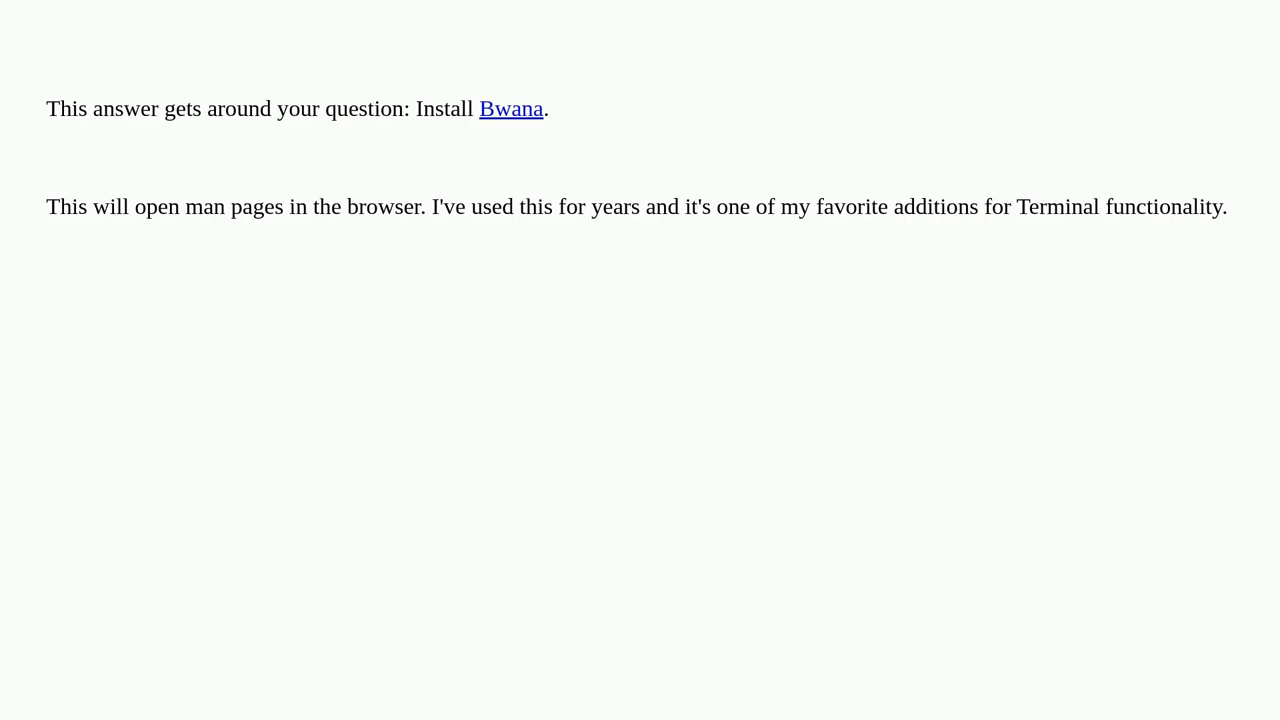 This answer gets around your question: Install Bwana.
This will open man pages in the browser. I've used this for years and it's one of my favorite additions for Terminal functionality.